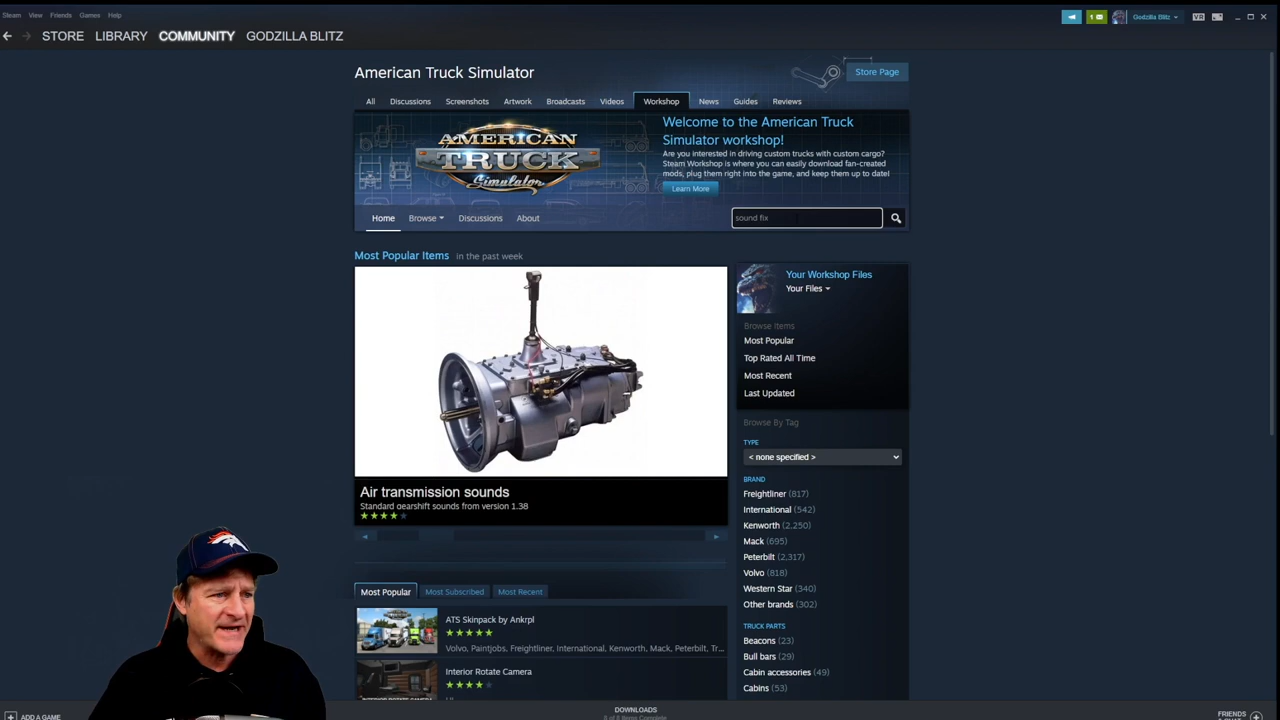 Steam View Friends Games Help
1 Godzilla Blitz VR
STORE LIBRARY COMMUNITY GODZILLA BLITZ
American Truck Simulator
Store Page
All Discussions Screenshots Artwork Broadcasts Videos Workshop News Guides Reviews
AMERICAN
TRUCK
Simulator
Welcome to the American Truck
Simulator workshop!
Are you interested in driving custom trucks with custom cargo?
Steam Workshop is where you can easily download fan-created
mods, plug them right into the game, and keep them up to date!
Learn More
Home Browse Discussions About
sound fix
Most Popular Items in the past week
Air transmission sounds
Standard gearshift sounds from version 1.38
Most Popular Most Subscribed Most Recent
ATS Skinpack by Ankrpl
Volvo, Paintjobs, Freightliner, International, Kenworth, Mack, Peterbilt, Tr...
Interior Rotate Camera
UI
Your Workshop Files
Your Files
Browse Items
Most Popular
Top Rated All Time
Most Recent
Last Updated
Browse By Tag
TYPE
< none specified >
BRAND
Freightliner (817)
International (542)
Kenworth (2,250)
Mack (695)
Peterbilt (2,317)
Volvo (818)
Western Star (340)
Other brands (302)
TRUCK PARTS
Beacons (23)
Bull bars (29)
Cabin accessories (49)
Cabins (53)
ADD A GAME
DOWNLOADS
Items Complete
FRIENDS